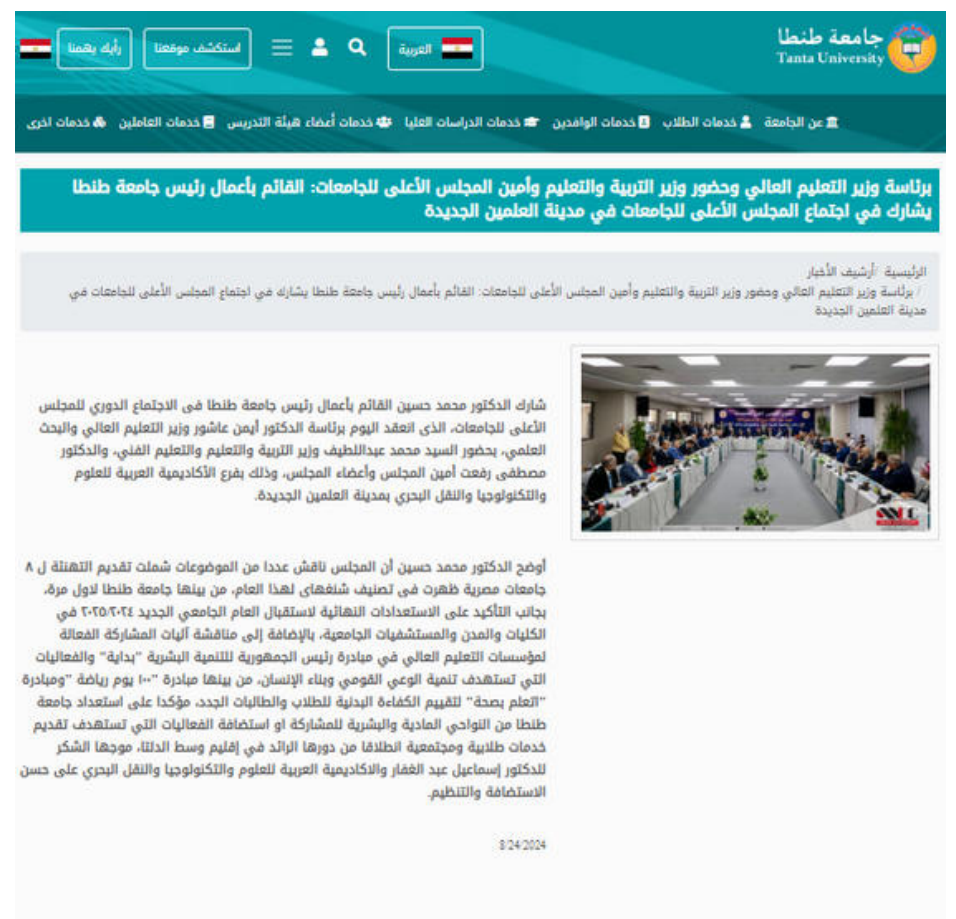 جامعة طنطا
Tanta University
العربية
استكشف موقعنا
رأيك يهمنا
عن الجامعة
خدمات الطلاب
خدمات الوافدين
خدمات الدراسات العليا
خدمات أعضاء هيئة التدريس
خدمات العاملين
خدمات اخرى
برئاسة وزير التعليم العالي وحضور وزير التربية والتعليم وأمين المجلس الأعلى للجامعات: القائم بأعمال رئيس جامعة طنطا
يشارك في اجتماع المجلس الأعلى للجامعات في مدينة العلمين الجديدة
الرئيسية /أرشيف الأخبار
/ برئاسة وزير التعليم العالي وحضور وزير التربية والتعليم وأمين المجلس الأعلى للجامعات: القائم بأعمال رئيس جامعة طنطا يشارك في اجتماع المجلس الأعلى للجامعات في
مدينة العلمين الجديدة
شارك الدكتور محمد حسين القائم بأعمال رئيس جامعة طنطا فى الاجتماع الدوري للمجلس
الأعلى للجامعات، الذى انعقد اليوم برئاسة الدكتور أيمن عاشور وزير التعليم العالي والبحث
العلمي، بحضور السيد محمد عبداللطيف وزير التربية والتعليم والتعليم الفني، والدكتور
مصطفى رفعت أمين المجلس وأعضاء المجلس، وذلك بفرع الأكاديمية العربية للعلوم
والتكنولوجيا والنقل البحري بمدينة العلمين الجديدة.
أوضح الدكتور محمد حسين أن المجلس ناقش عددا من الموضوعات شملت تقديم التهنئة ل ٨
جامعات مصرية ظهرت فى تصنيف شنغهاى لهذا العام، من بينها جامعة طنطا لاول مرة،
بجانب التأكيد على الاستعدادات النهائية لاستقبال العام الجامعي الجديد ٢٠٢٥/٢٠٢٤ في
الكليات والمدن والمستشفيات الجامعية، بالإضافة إلى مناقشة آليات المشاركة الفعالة
لمؤسسات التعليم العالي في مبادرة رئيس الجمهورية للتنمية البشرية "بداية" والفعاليات
التي تستهدف تنمية الوعي القومي وبناء الإنسان، من بينها مبادرة "١٠٠ يوم رياضة "ومبادرة
"اتعلم بصحة" لتقييم الكفاءة البدنية للطلاب والطالبات الجدد، مؤكدا على استعداد جامعة
طنطا من النواحي المادية والبشرية للمشاركة او استضافة الفعاليات التي تستهدف تقديم
خدمات طلابية ومجتمعية انطلاقا من دورها الرائد في إقليم وسط الدلتا، موجها الشكر
للدكتور إسماعيل عبد الغفار والاكاديمية العربية للعلوم والتكنولوجيا والنقل البحري على حسن
الاستضافة والتنظيم.
8/24/2024